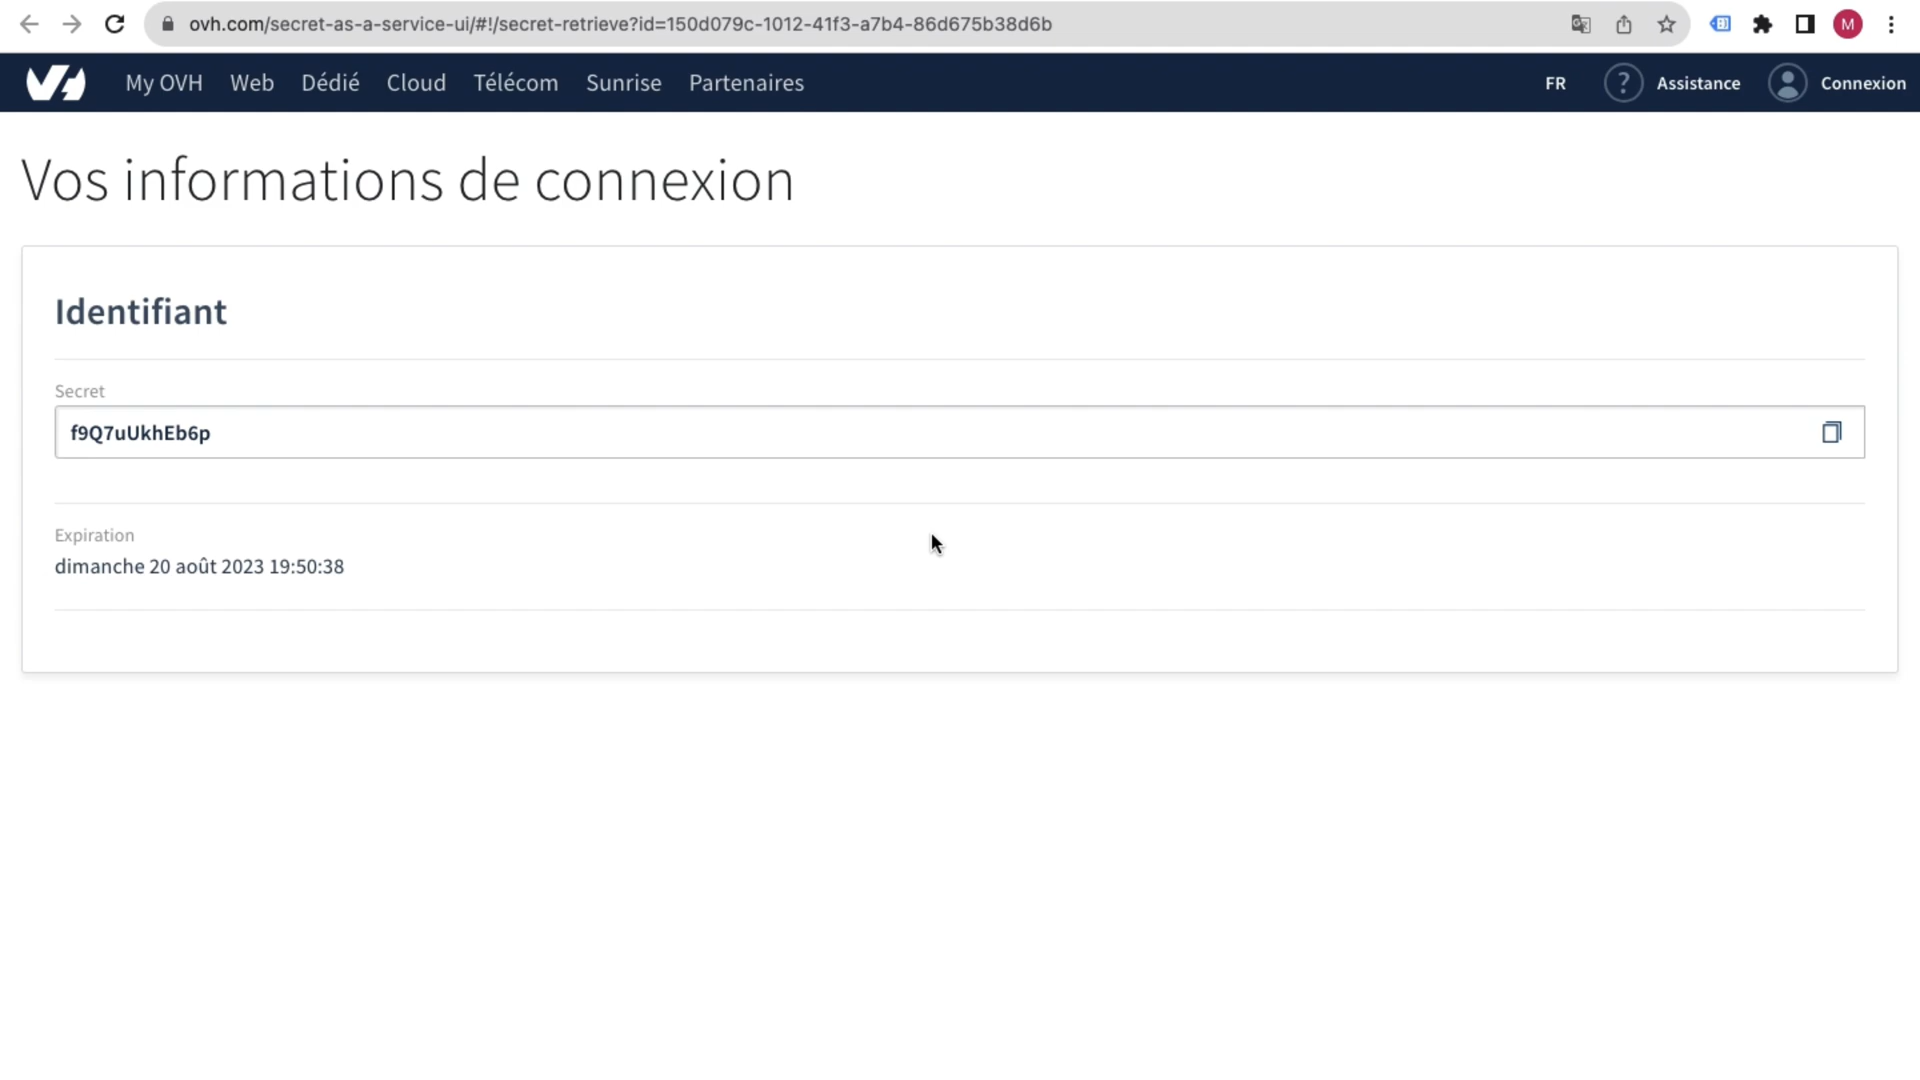 ovh.com/secret-as-a-service-ui/#!/secret-retrieve?id=150d079c-1012-41f3-a7b4-86d675b38d6b
M
My OVH Web Dédié Cloud Télécom Sunrise Partenaires FR ? Assistance Connexion
Vos informations de connexion
Identifiant
Secret
f9Q7uUkhEb6p
Expiration
dimanche 20 août 2023 19:50:38